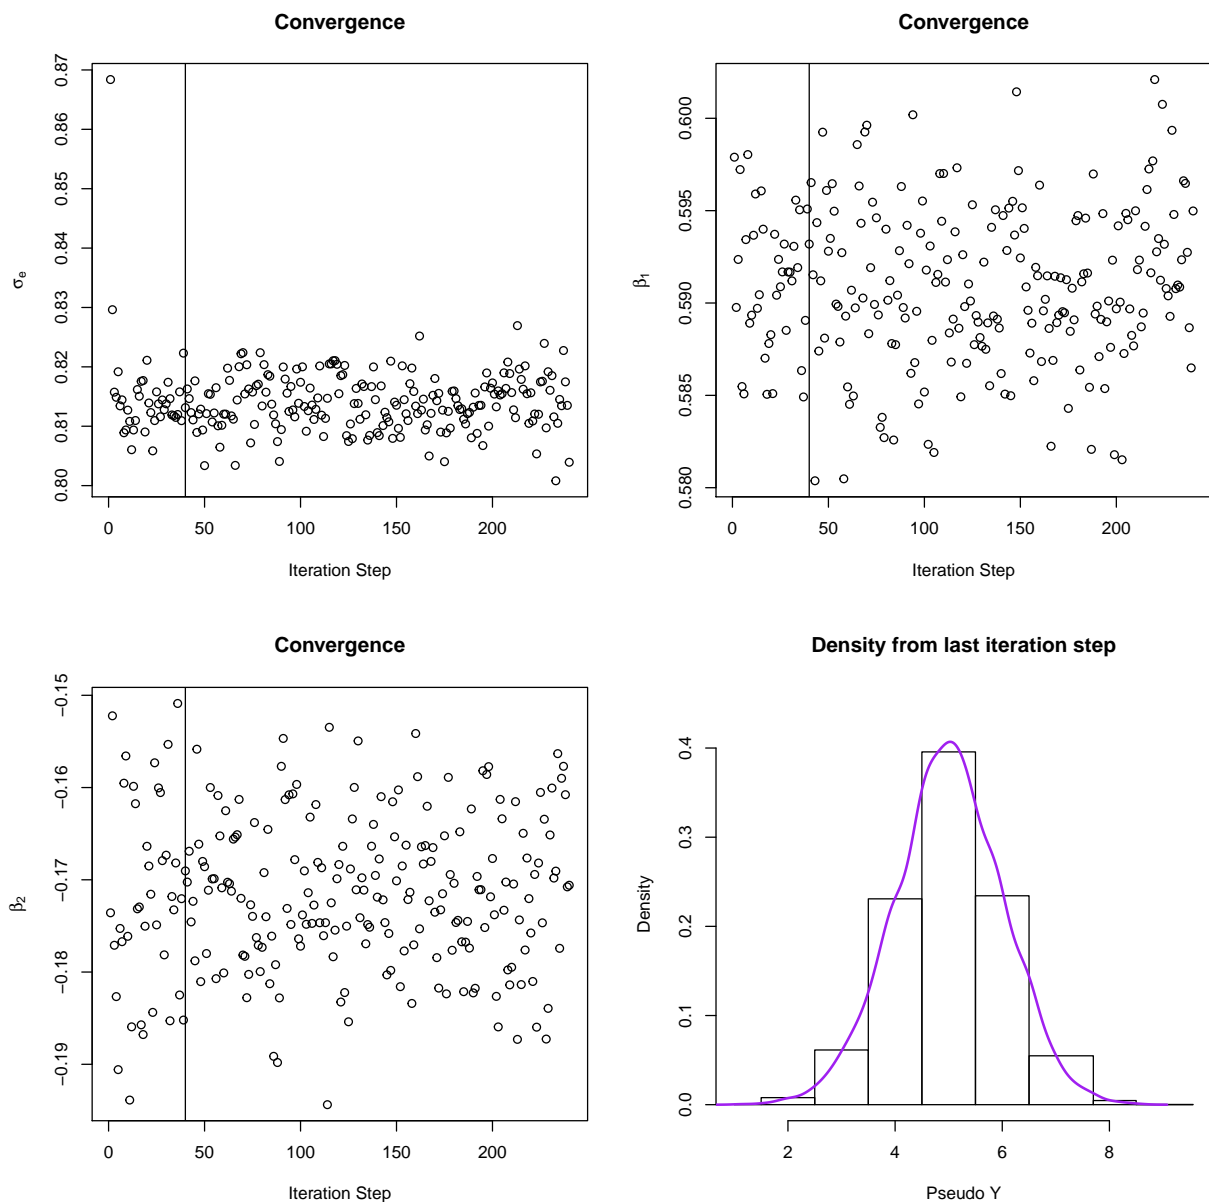 Convergence
σe
0.80 0.81 0.82 0.83 0.84 0.85 0.86 0.87
0 50 100 150 200
Iteration Step
Convergence
β1
0.580 0.585 0.590 0.595 0.600
0 50 100 150 200
Iteration Step
Convergence
β2
−0.19 −0.18 −0.17 −0.16 −0.15
0 50 100 150 200
Iteration Step
Density from last iteration step
Density
0.0 0.1 0.2 0.3 0.4
2 4 6 8
Pseudo Y